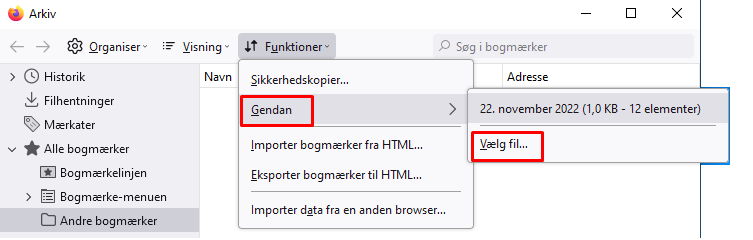 Arkiv
Organiser
Visning
Funktioner
Søg i bogmærker
Historik
Filhentninger
Mærkater
Alle bogmærker
Bogmærkelinjen
Bogmærke-menuen
Andre bogmærker
Navn
Adresse
Sikkerhedskopier...
Gendan
Importer bogmærker fra HTML...
Eksporter bogmærker til HTML...
Importer data fra en anden browser...
22. november 2022 (1,0 KB - 12 elementer)
Vælg fil...